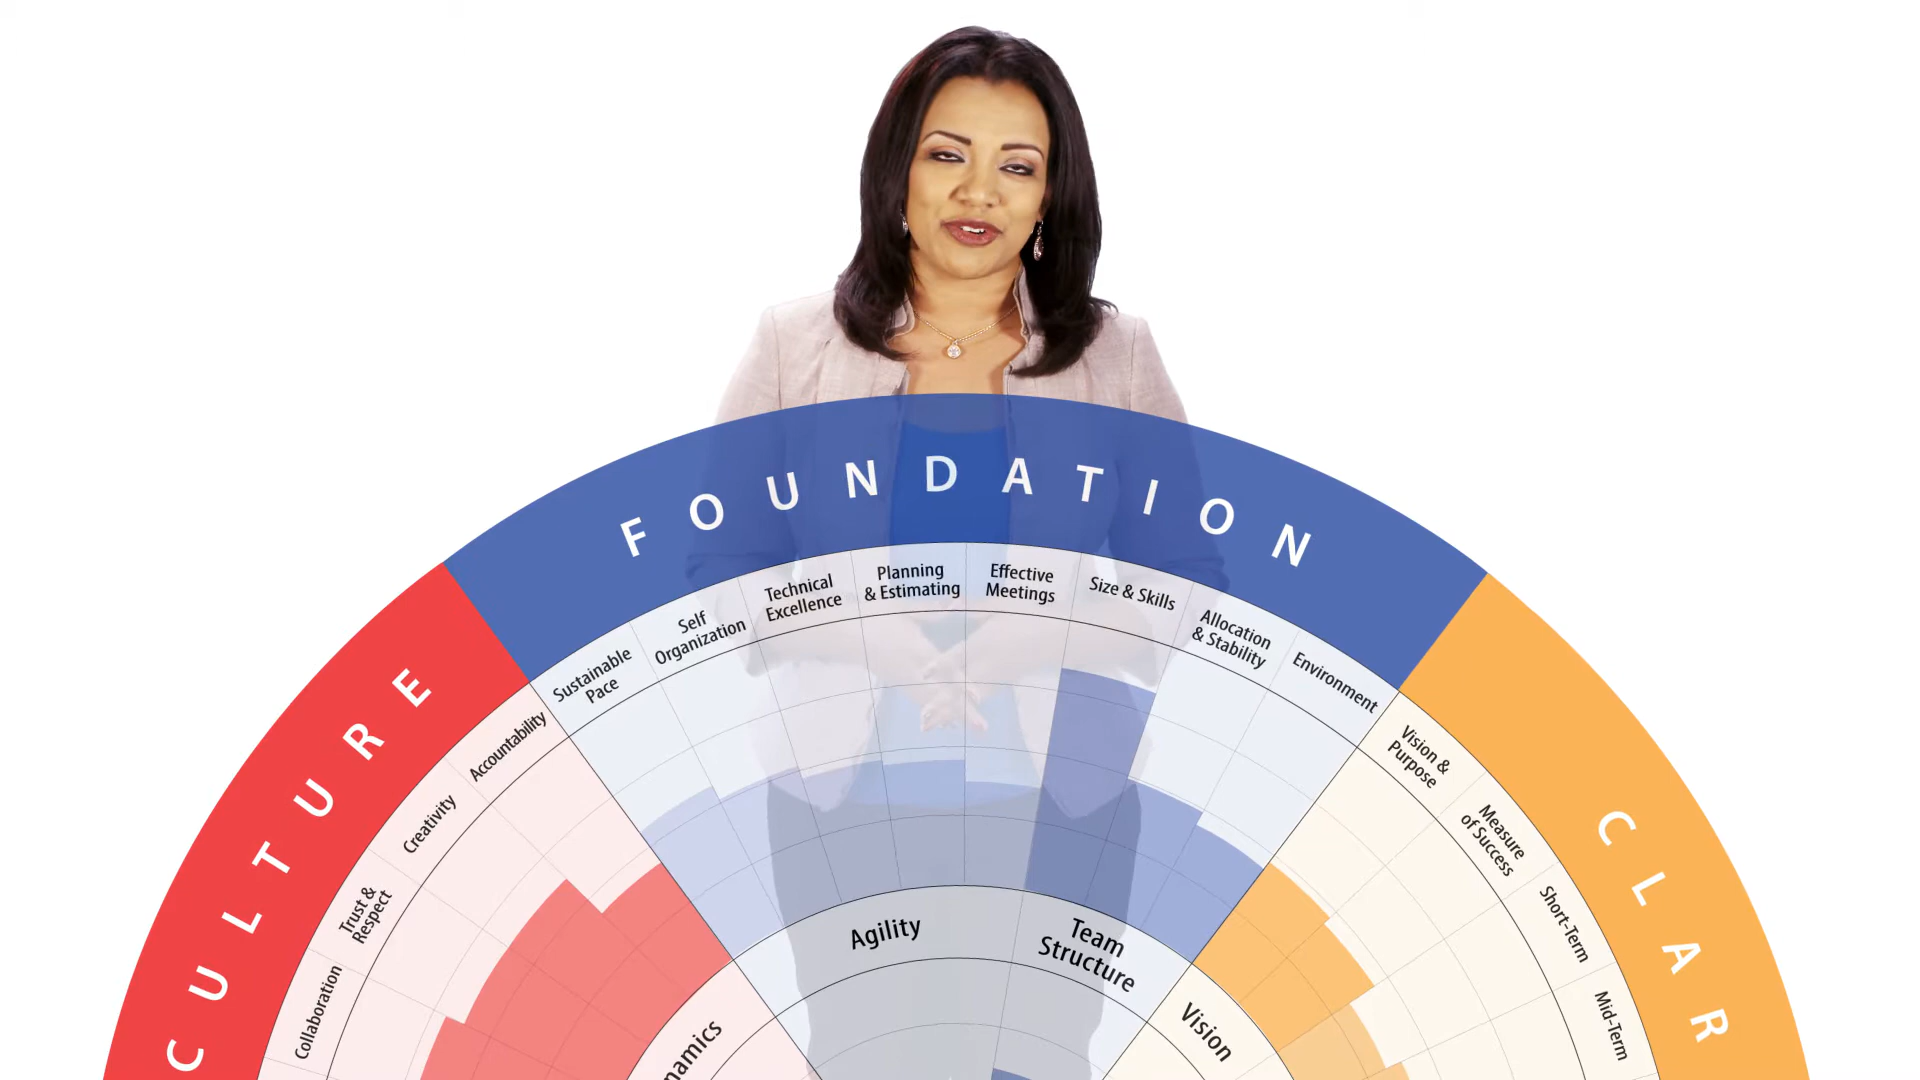 FOUNDATION
CULTURE
CLAR
Sustainable
Pace
Self
Organization
Technical
Excellence
Planning
& Estimating
Effective
Meetings
Size & Skills
Allocation
& Stability
Environment
Accountability
Creativity
Trust &
Respect
Collaboration
Vision &
Purpose
Measure
of Success
Short-Term
Mid-Term
Agility
Team
Structure
Vision
namics